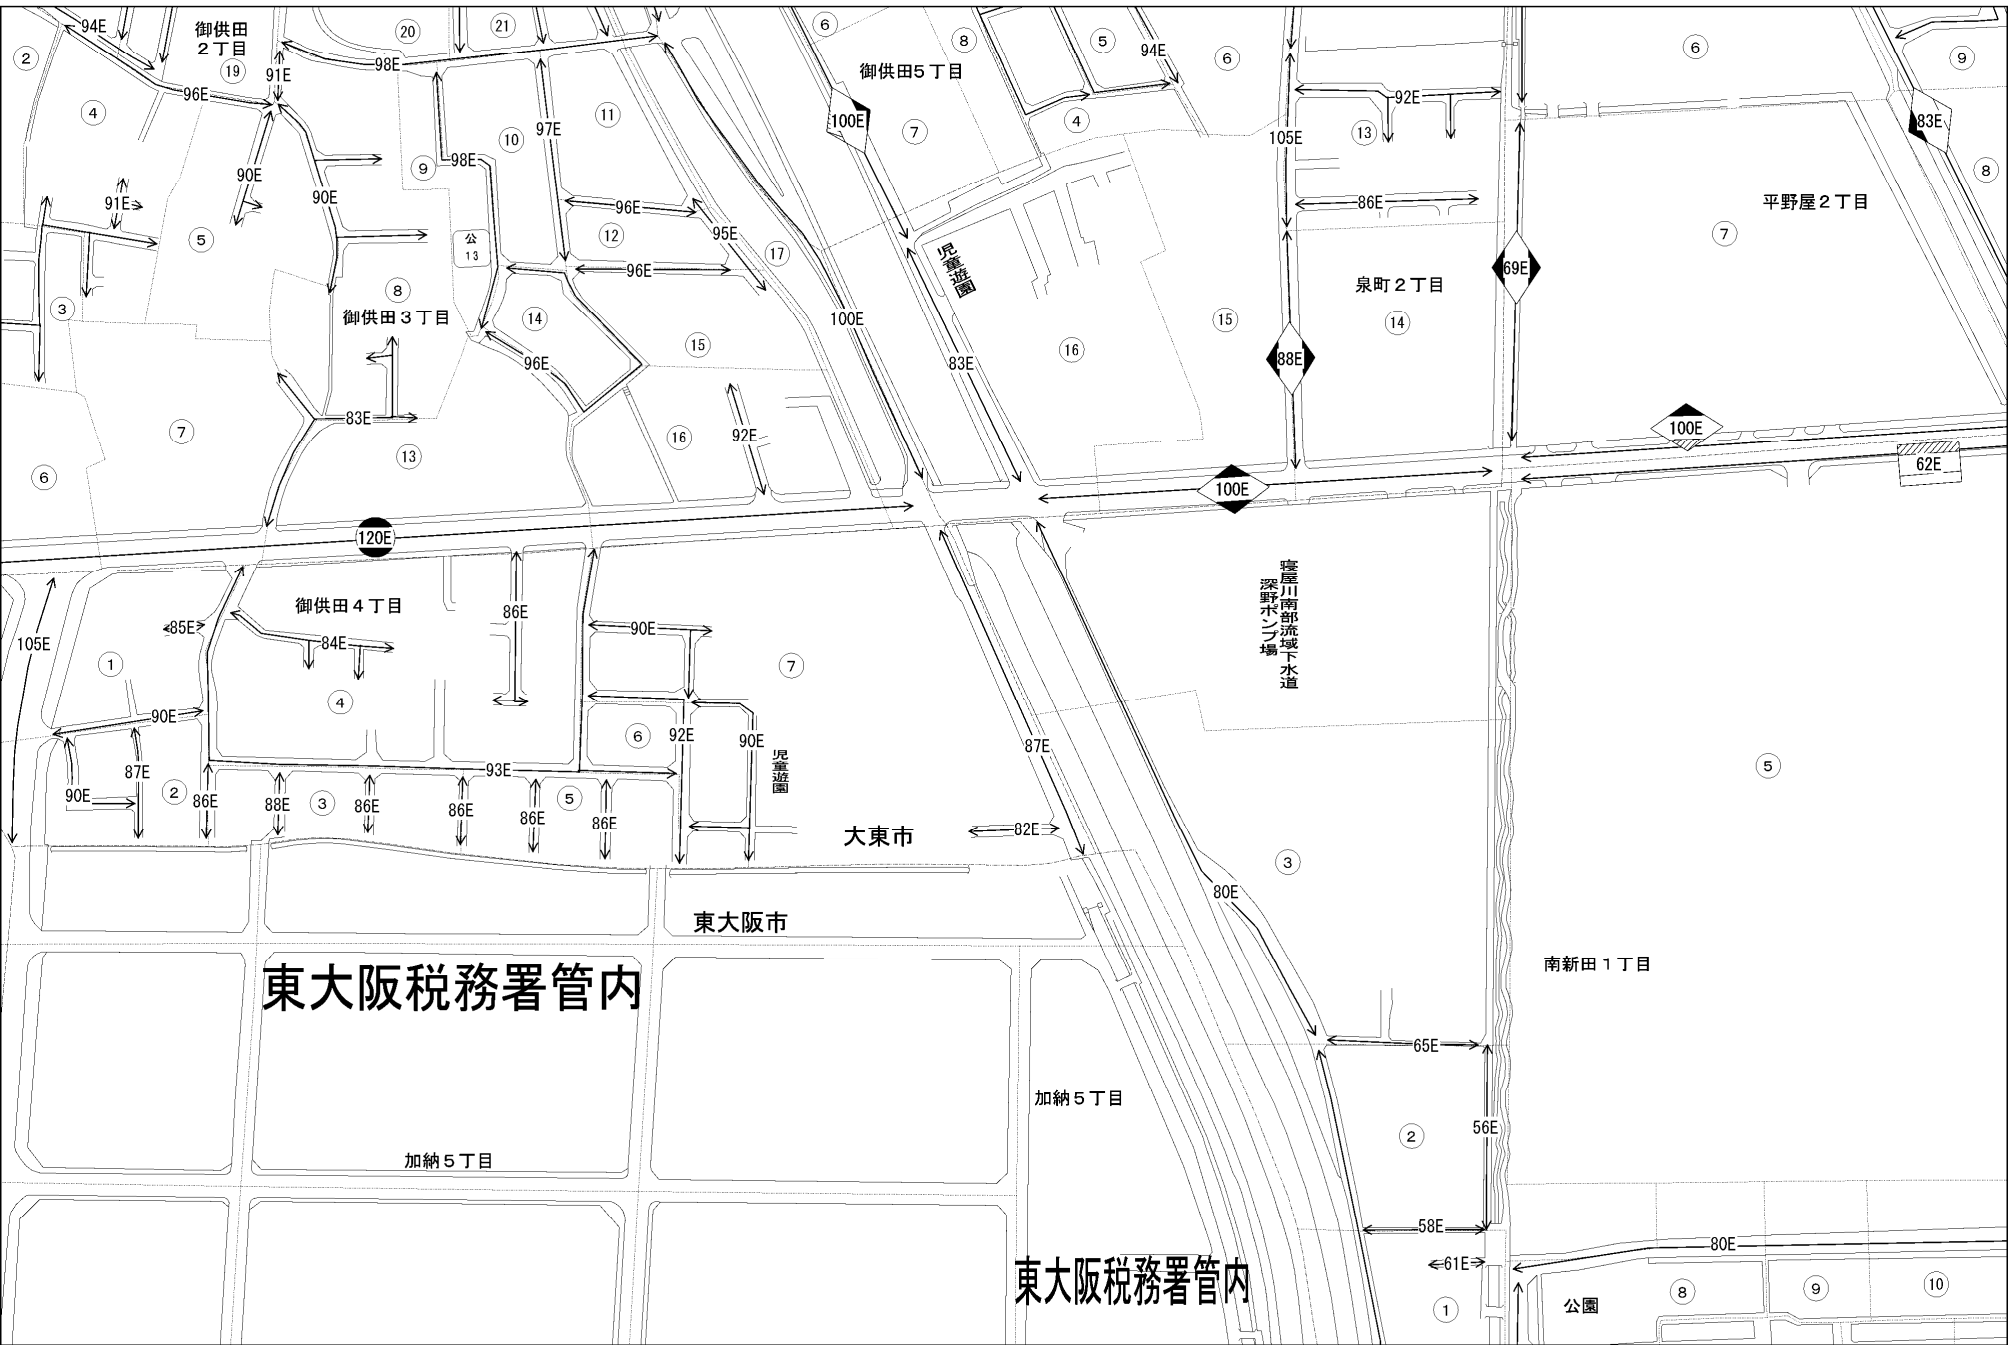 94E
御供田
2丁目
⑲
91E
②
96E
④
⑳
㉑
98E
⑪
⑩
97E
⑨
98E
96E
⑫
95E
96E
⑰
90E
90E
91E
⑤
③
公
13
⑧
御供田3丁目
⑭
96E
⑮
100E
83E
⑦
⑬
⑥
⑯
92E
120E
⑥
御供田5丁目
⑧
⑤
94E
100E
⑦
④
⑥
児童遊園
83E
⑯
⑮
105E
92E
⑬
86E
泉町2丁目
⑭
88E
69E
⑥
⑨
83E
⑧
平野屋2丁目
⑦
100E
100E
62E
105E
85E
御供田4丁目
84E
86E
90E
①
④
⑦
90E
87E
90E
②
86E
88E
③
86E
93E
86E
86E
⑤
86E
⑥
92E
90E
児童遊園
大東市
82E
87E
寝屋川南部流域下水道
深野ポンプ場
⑤
③
80E
東大阪市
東大阪税務署管内
南新田1丁目
65E
加納5丁目
56E
②
加納5丁目
58E
61E
80E
東大阪税務署管内
①
公園
⑧
⑨
⑩